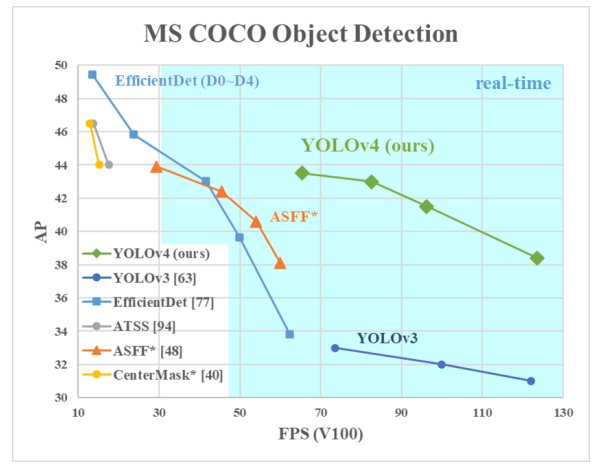 MS COCO Object Detection
50
48
46
44
42
40
38
36
34
32
30
AP
EfficientDet (D0~D4)
real-time
YOLOv4 (ours)
ASFF*
YOLOv3
YOLOv4 (ours)
YOLOv3 [63]
EfficientDet [77]
ATSS [94]
ASFF* [48]
CenterMask* [40]
10 30 50 70 90 110 130
FPS (V100)